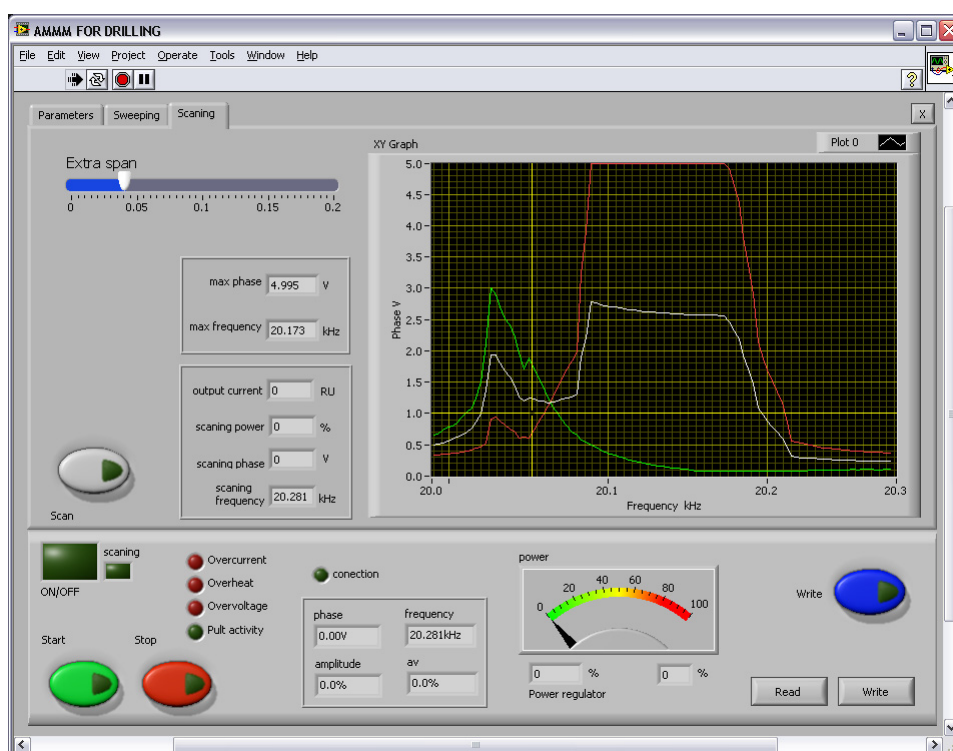 AMMM FOR DRILLING
File Edit View Project Operate Tools Window Help
?
Parameters Sweeping Scaning X
Extra span
0 0.05 0.1 0.15 0.2
max phase 4.995 V
max frequency 20.173 kHz
output current 0 RU
scaning power 0 %
scaning phase 0 V
scaning
frequency 20.281 kHz
Scan
XY Graph Plot 0
5.0
4.5
4.0
3.5
3.0
2.5
2.0
1.5
1.0
0.5
0.0
Phase V
20.0 20.1 20.2 20.3
Frequency kHz
scaning
ON/OFF
Overcurrent
Overheat
Overvoltage
Pult activity
Start Stop
conection
phase frequency
0.00V 20.281kHz
amplitude av
0.0% 0.0%
power
0 20 40 60 80 100
0 % 0 %
Power regulator
Write
Read Write